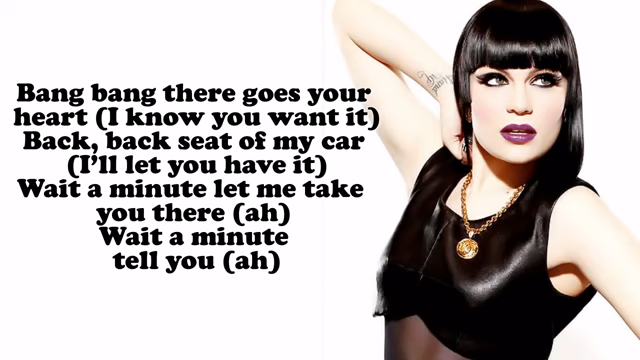 Bang bang there goes your
heart (I know you want it)
Back, back seat of my car
(I’ll let you have it)
Wait a minute let me take
you there (ah)
Wait a minute
tell you (ah)